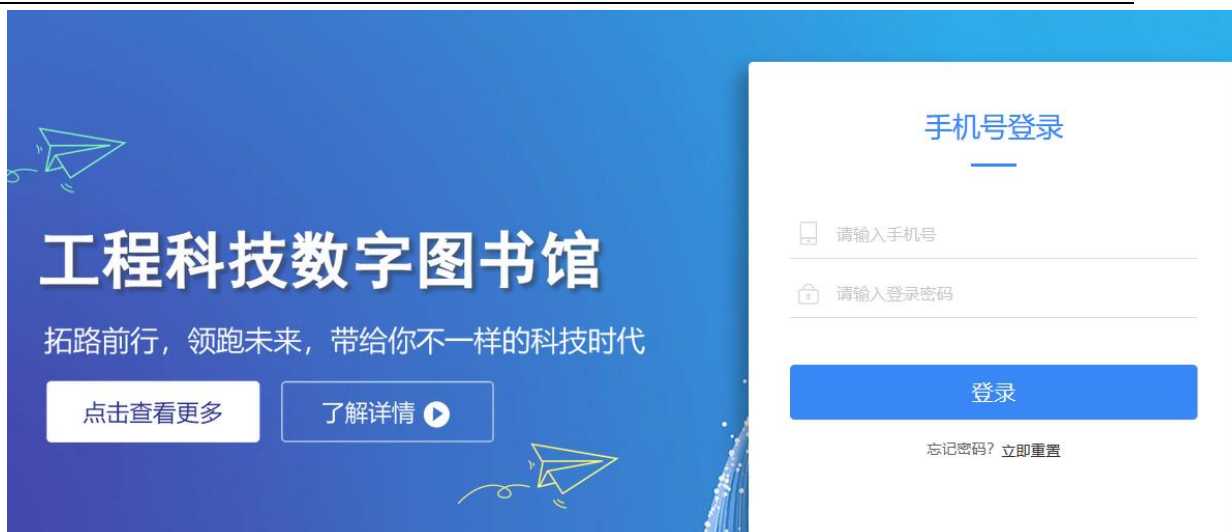 工程科技数字图书馆
拓路前行，领跑未来，带给你不一样的科技时代
点击查看更多
了解详情
手机号登录
请输入手机号
请输入登录密码
登录
忘记密码？立即重置